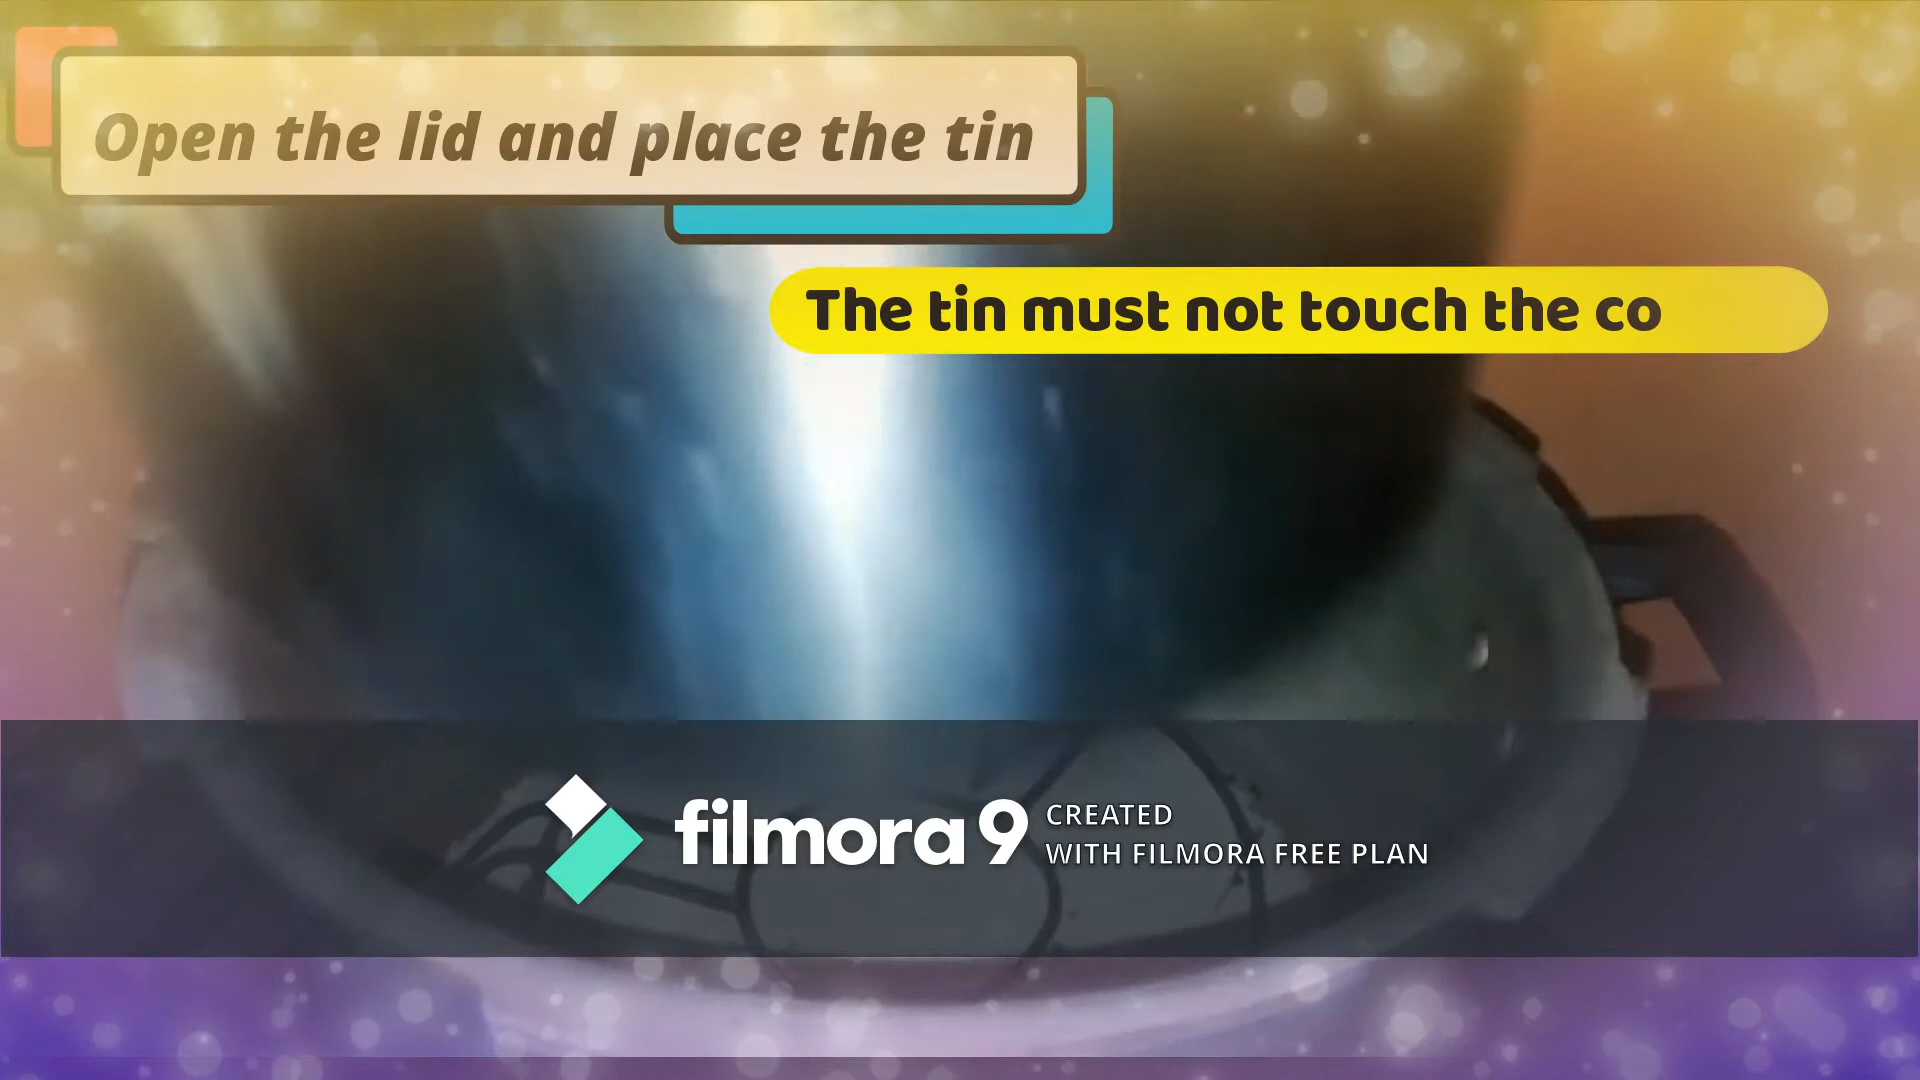 Open the lid and place the tin
The tin must not touch the co
filmora 9
CREATED
WITH FILMORA FREE PLAN